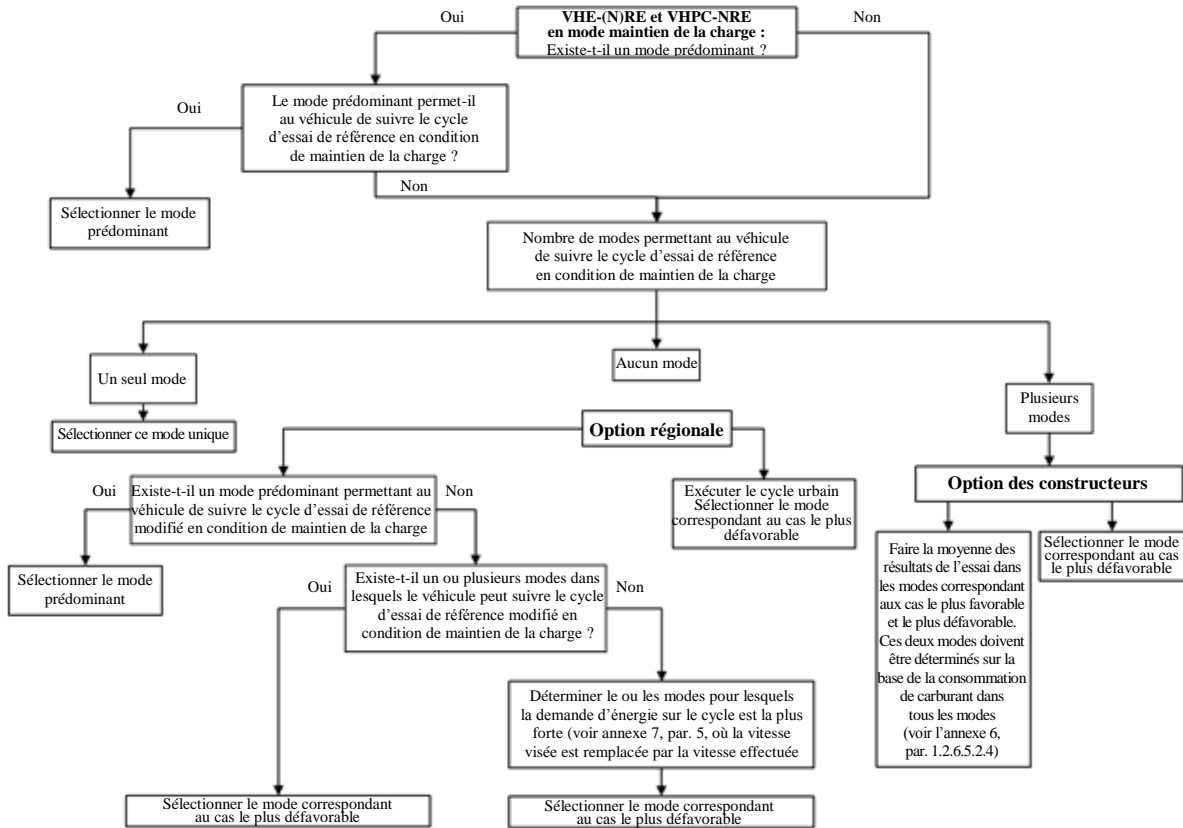 Oui
VHE-(N)RE et VHPC-NRE
en mode maintien de la charge :
Existe-t-il un mode prédominant ?
Non
Oui
Le mode prédominant permet-il
au véhicule de suivre le cycle
d’essai de référence en condition
de maintien de la charge ?
Non
Sélectionner le mode
prédominant
Nombre de modes permettant au véhicule
de suivre le cycle d’essai de référence
en condition de maintien de la charge
Un seul mode
Aucun mode
Plusieurs
modes
Sélectionner ce mode unique
Option régionale
Option des constructeurs
Oui
Existe-t-il un mode prédominant permettant au
véhicule de suivre le cycle d’essai de référence
modifié en condition de maintien de la charge
Non
Exécuter le cycle urbain
Sélectionner le mode
correspondant au cas le plus
défavorable
Sélectionner le mode
prédominant
Oui
Existe-t-il un ou plusieurs modes dans
lesquels le véhicule peut suivre le cycle
d’essai de référence modifié en
condition de maintien de la charge ?
Non
Faire la moyenne des
résultats de l’essai dans
les modes correspondant
aux cas le plus favorable
et le plus défavorable.
Ces deux modes doivent
être déterminés sur la
base de la consommation
de carburant dans
tous les modes
(voir l’annexe 6,
par. 1.2.6.5.2.4)
Sélectionner le mode
correspondant au cas
le plus défavorable
Déterminer le ou les modes pour lesquels
la demande d’énergie sur le cycle est la plus
forte (voir annexe 7, par. 5, où la vitesse
visée est remplacée par la vitesse effectuée
Sélectionner le mode correspondant
au cas le plus défavorable
Sélectionner le mode correspondant
au cas le plus défavorable